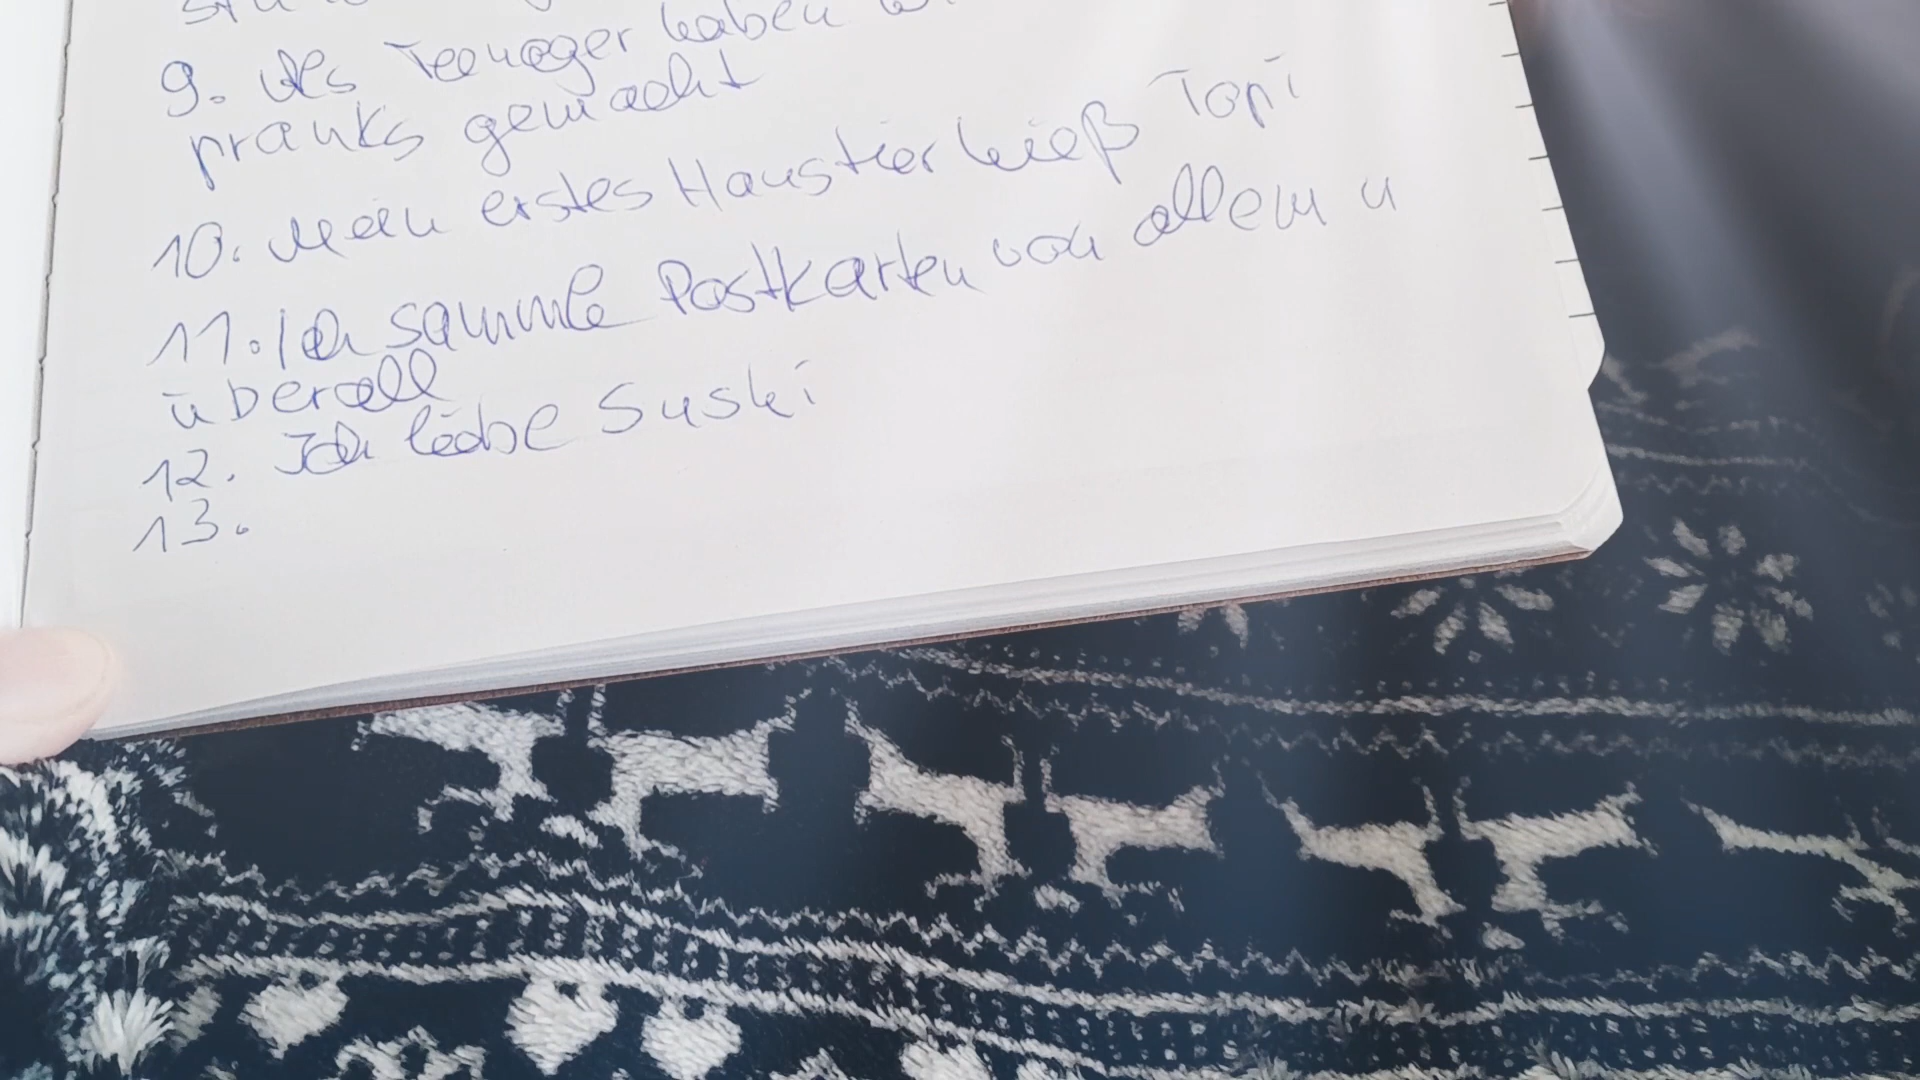 9. Als Teenager haben
pranks gemacht
10. Mein erstes Haustier hieß Topi
11. Ich sammle Postkarten von allem u
überall
12. Ich liebe Sushi
13.